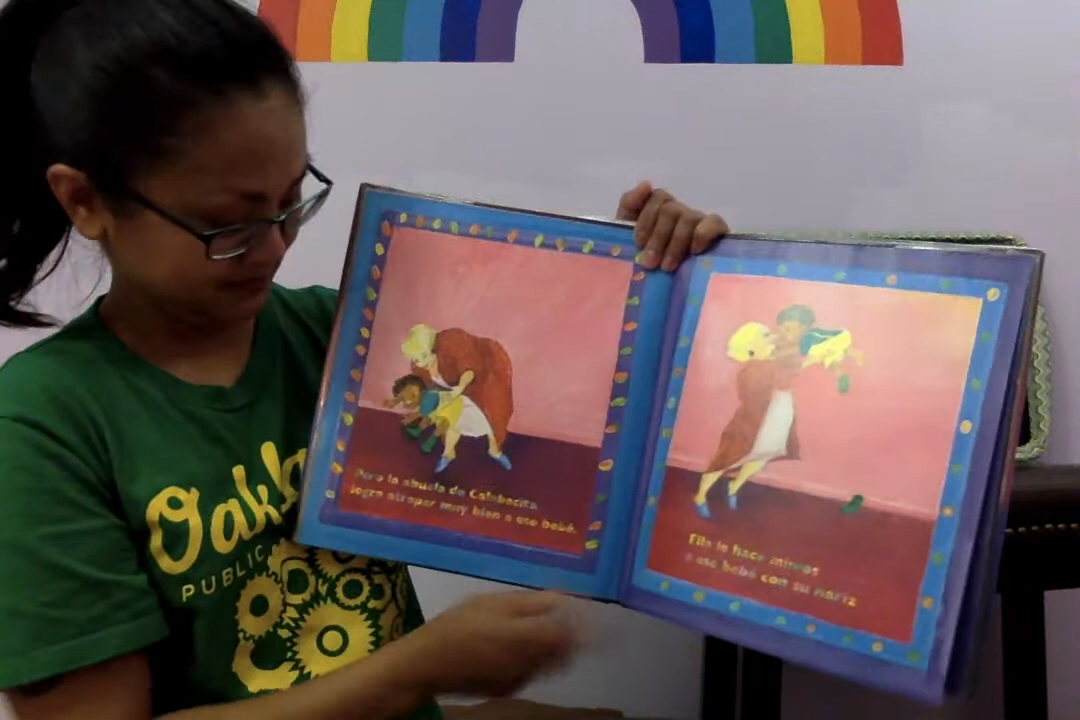 Oakl
PUBLIC
Pero la abuela de Calabacita
logra atrapar muy bien a ese bebé.
Ella le hace mimos
a ese bebé con su nariz